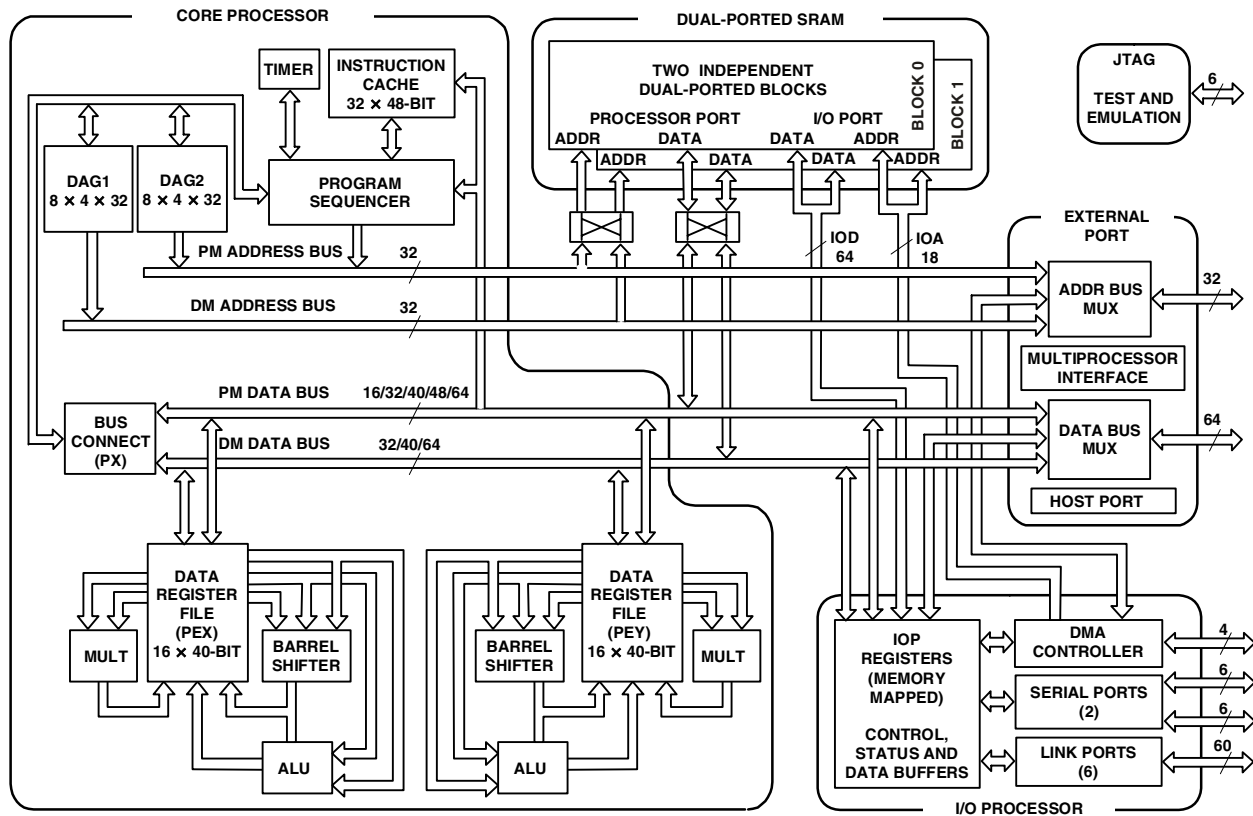 CORE PROCESSOR
TIMER
INSTRUCTION
CACHE
32 × 48-BIT
DAG1
8 × 4 × 32
DAG2
8 × 4 × 32
PROGRAM
SEQUENCER
PM ADDRESS BUS
32
DM ADDRESS BUS
32
PM DATA BUS
16/32/40/48/64
DM DATA BUS
32/40/64
BUS
CONNECT
(PX)
DATA
REGISTER
FILE
(PEX)
16 × 40-BIT
MULT
BARREL
SHIFTER
ALU
DATA
REGISTER
FILE
(PEY)
16 × 40-BIT
BARREL
SHIFTER
MULT
ALU
DUAL-PORTED SRAM
TWO INDEPENDENT
DUAL-PORTED BLOCKS
PROCESSOR PORT
I/O PORT
ADDR
DATA
DATA
ADDR
ADDR
DATA
DATA
ADDR
BLOCK 0
BLOCK 1
IOD
64
IOA
18
JTAG
TEST AND
EMULATION
6
EXTERNAL
PORT
ADDR BUS
MUX
32
MULTIPROCESSOR
INTERFACE
DATA BUS
MUX
64
HOST PORT
IOP
REGISTERS
(MEMORY
MAPPED)
CONTROL,
STATUS AND
DATA BUFFERS
DMA
CONTROLLER
4
SERIAL PORTS
(2)
6
6
LINK PORTS
(6)
60
I/O PROCESSOR